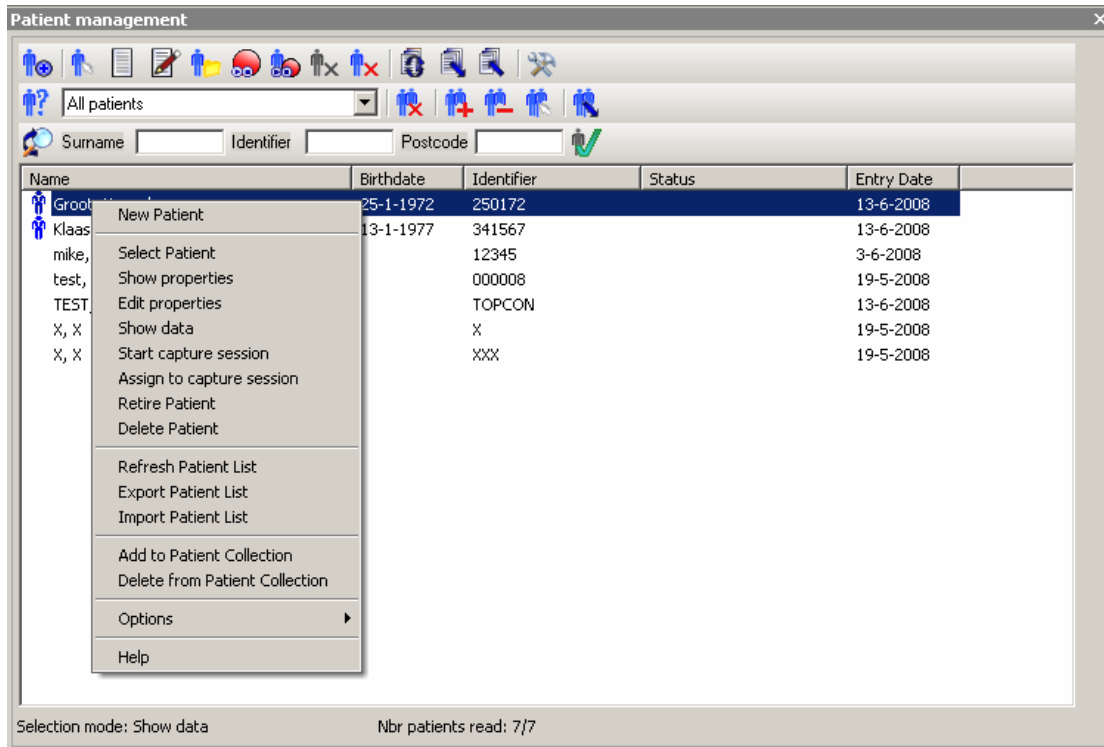 Patient management
All patients
Surname Identifier Postcode
Name Birthdate Identifier Status Entry Date
25-1-1972 250172 13-6-2008
New Patient
Klaas 13-1-1977 341567 13-6-2008
mike, 12345 3-6-2008
Select Patient
test, 000008 19-5-2008
Show properties
TEST_ TOPCON 13-6-2008
Edit properties
X, X X 19-5-2008
Show data
X, X XXX 19-5-2008
Start capture session
Assign to capture session
Retire Patient
Delete Patient
Refresh Patient List
Export Patient List
Import Patient List
Add to Patient Collection
Delete from Patient Collection
Options
Help
Selection mode: Show data Nbr patients read: 7/7